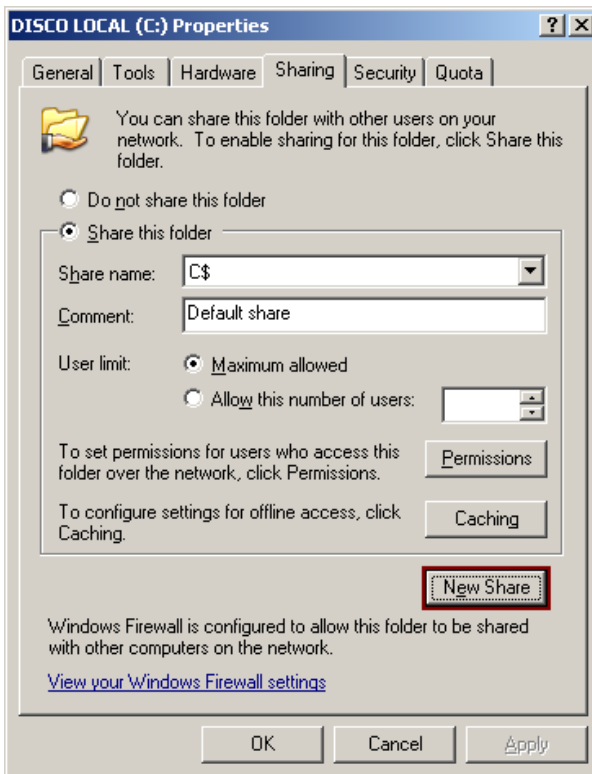 DISCO LOCAL (C:) Properties
General Tools Hardware Sharing Security Quota
You can share this folder with other users on your
network. To enable sharing for this folder, click Share this
folder.
Do not share this folder
Share this folder
Share name: C$
Comment: Default share
User limit: Maximum allowed
Allow this number of users:
To set permissions for users who access this
folder over the network, click Permissions.
Permissions
To configure settings for offline access, click
Caching.
Caching
New Share
Windows Firewall is configured to allow this folder to be shared
with other computers on the network.
View your Windows Firewall settings
OK Cancel Apply